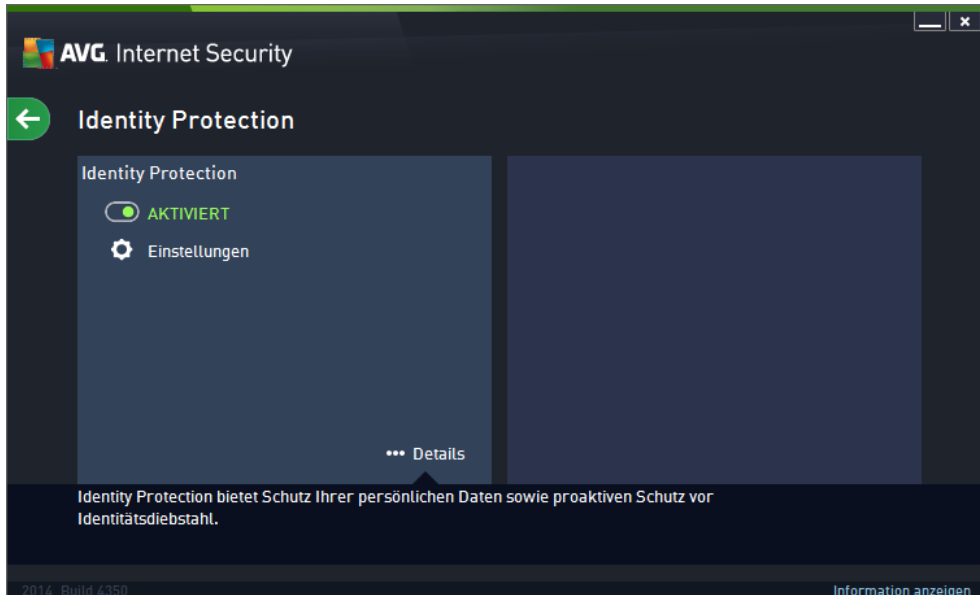 AVG. Internet Security
Identity Protection
Identity Protection
AKTIVIERT
Einstellungen
Details
Identity Protection bietet Schutz Ihrer persönlichen Daten sowie proaktiven Schutz vor
Identitätsdiebstahl.
2014 Build 4350
Information anzeigen